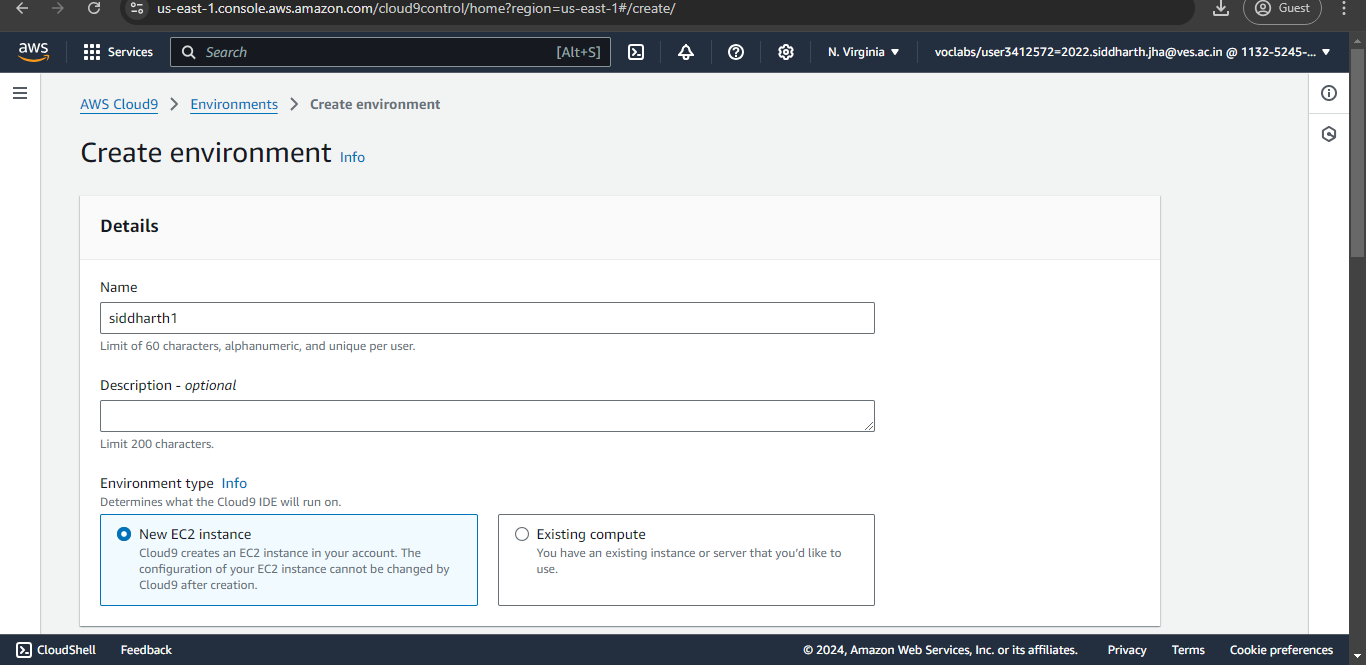 us-east-1.console.aws.amazon.com/cloud9control/home?region=us-east-1#/create/
Guest
aws
Services
Search
[Alt+S]
N. Virginia
voclabs/user3412572=2022.siddharth.jha@ves.ac.in @ 1132-5245-...
AWS Cloud9 > Environments > Create environment
Create environment Info
Details
Name
siddharth1
Limit of 60 characters, alphanumeric, and unique per user.
Description - optional
Limit 200 characters.
Environment type Info
Determines what the Cloud9 IDE will run on.
New EC2 instance
Cloud9 creates an EC2 instance in your account. The
configuration of your EC2 instance cannot be changed by
Cloud9 after creation.
Existing compute
You have an existing instance or server that you'd like to
use.
CloudShell
Feedback
© 2024, Amazon Web Services, Inc. or its affiliates.
Privacy
Terms
Cookie preferences